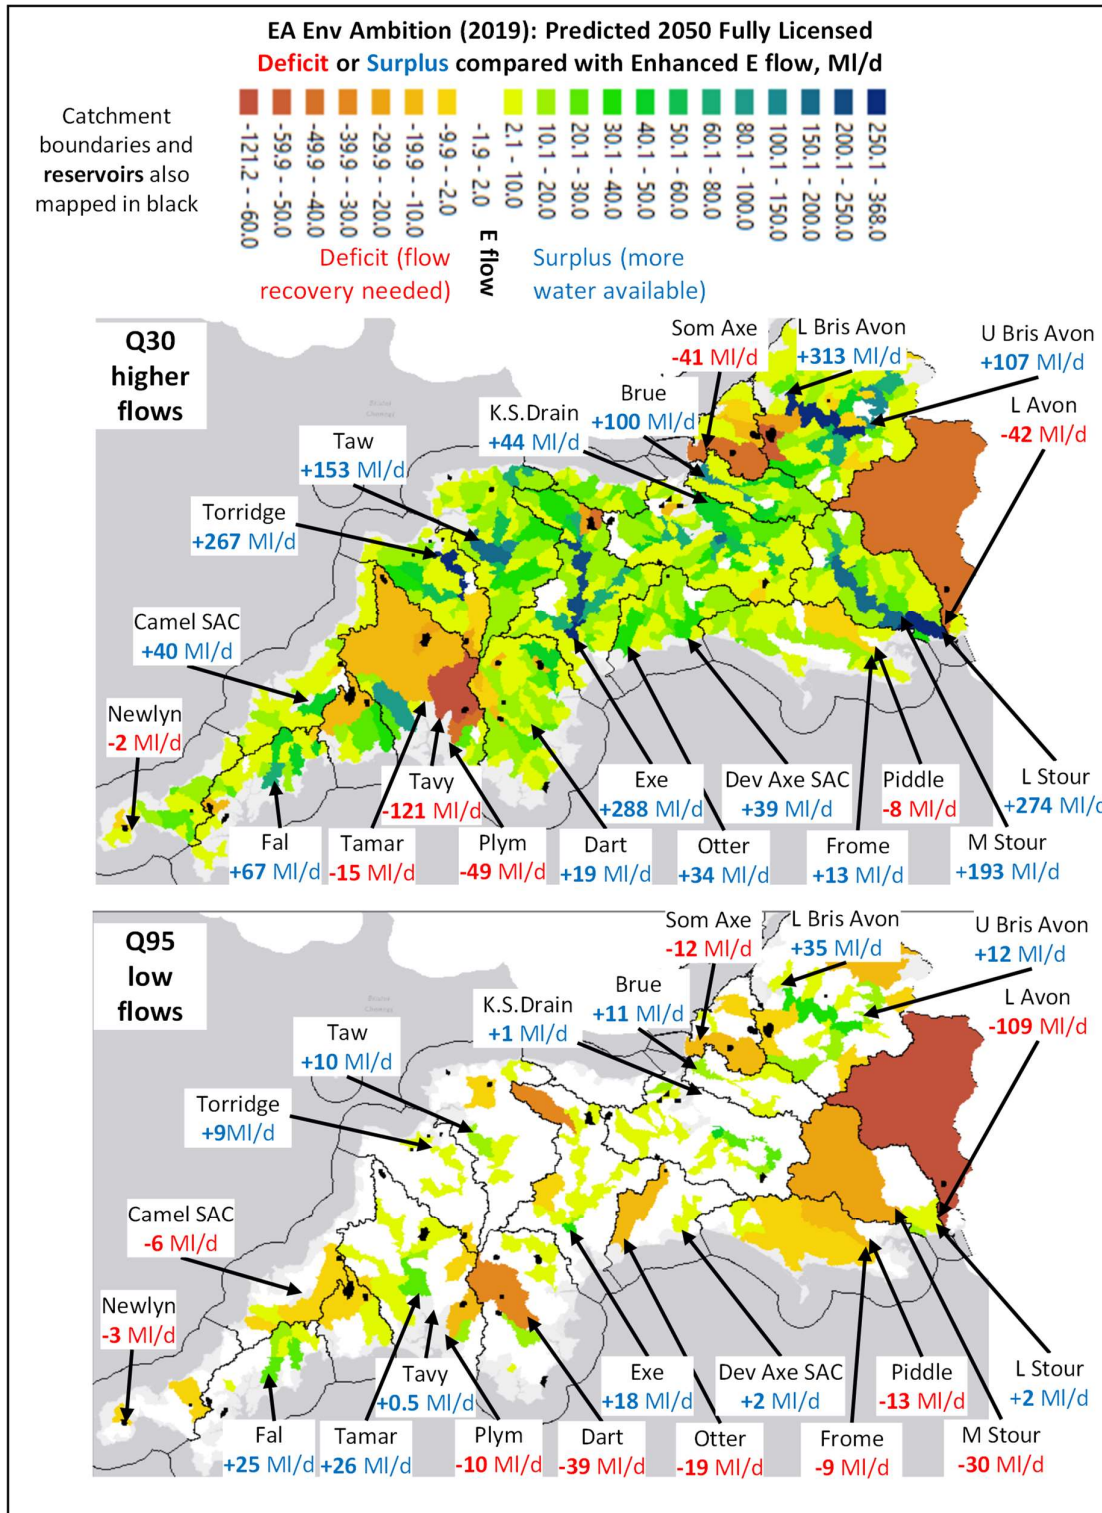 EA Env Ambition (2019): Predicted 2050 Fully Licensed
Deficit or Surplus compared with Enhanced E flow, Ml/d
Catchment
boundaries and
reservoirs also
mapped in black
-121.2 - -60.0
-59.9 - -50.0
-49.9 - -40.0
-39.9 - -30.0
-29.9 - -20.0
-19.9 - -10.0
-9.9 - -2.0
-1.9 - 2.0
2.1 - 10.0
10.1 - 20.0
20.1 - 30.0
30.1 - 40.0
40.1 - 50.0
50.1 - 60.0
60.1 - 80.0
80.1 - 100.0
100.1 - 150.0
150.1 - 200.0
200.1 - 250.0
250.1 - 368.0
Deficit (flow
recovery needed)
E flow
Surplus (more
water available)
Q30
higher
flows
Bristol
Channel
Som Axe
-41 Ml/d
L Bris Avon
+313 Ml/d
U Bris Avon
+107 Ml/d
L Avon
-42 Ml/d
Brue
+100 Ml/d
K.S.Drain
+44 Ml/d
Taw
+153 Ml/d
Torridge
+267 Ml/d
Camel SAC
+40 Ml/d
Newlyn
-2 Ml/d
Fal
+67 Ml/d
Tamar
-15 Ml/d
Tavy
-121 Ml/d
Plym
-49 Ml/d
Dart
+19 Ml/d
Exe
+288 Ml/d
Otter
+34 Ml/d
Dev Axe SAC
+39 Ml/d
Frome
+13 Ml/d
Piddle
-8 Ml/d
M Stour
+193 Ml/d
L Stour
+274 Ml/d
Q95
low
flows
Bristol
Channel
Som Axe
-12 Ml/d
L Bris Avon
+35 Ml/d
U Bris Avon
+12 Ml/d
L Avon
-109 Ml/d
Brue
+11 Ml/d
K.S.Drain
+1 Ml/d
Taw
+10 Ml/d
Torridge
+9Ml/d
Camel SAC
-6 Ml/d
Newlyn
-3 Ml/d
Fal
+25 Ml/d
Tamar
+26 Ml/d
Tavy
+0.5 Ml/d
Plym
-10 Ml/d
Dart
-39 Ml/d
Exe
+18 Ml/d
Otter
-19 Ml/d
Dev Axe SAC
+2 Ml/d
Frome
-9 Ml/d
Piddle
-13 Ml/d
M Stour
-30 Ml/d
L Stour
+2 Ml/d